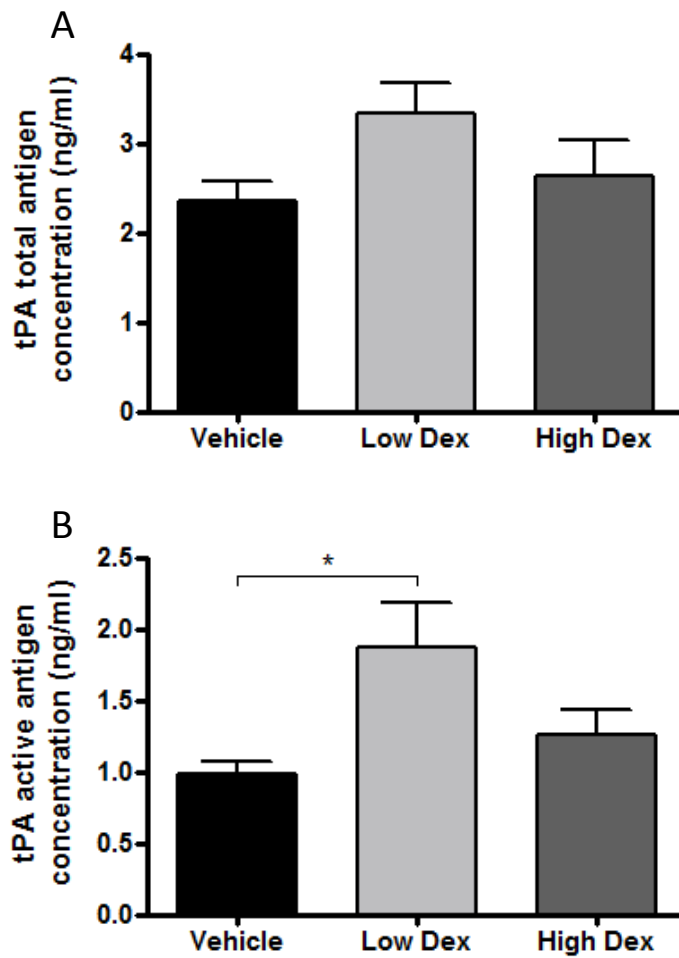 A
tPA total antigen
concentration (ng/ml)
4
3
2
1
0
Vehicle Low Dex High Dex
B
tPA active antigen
concentration (ng/ml)
2.5
2.0
1.5
1.0
0.5
0.0
*
Vehicle Low Dex High Dex